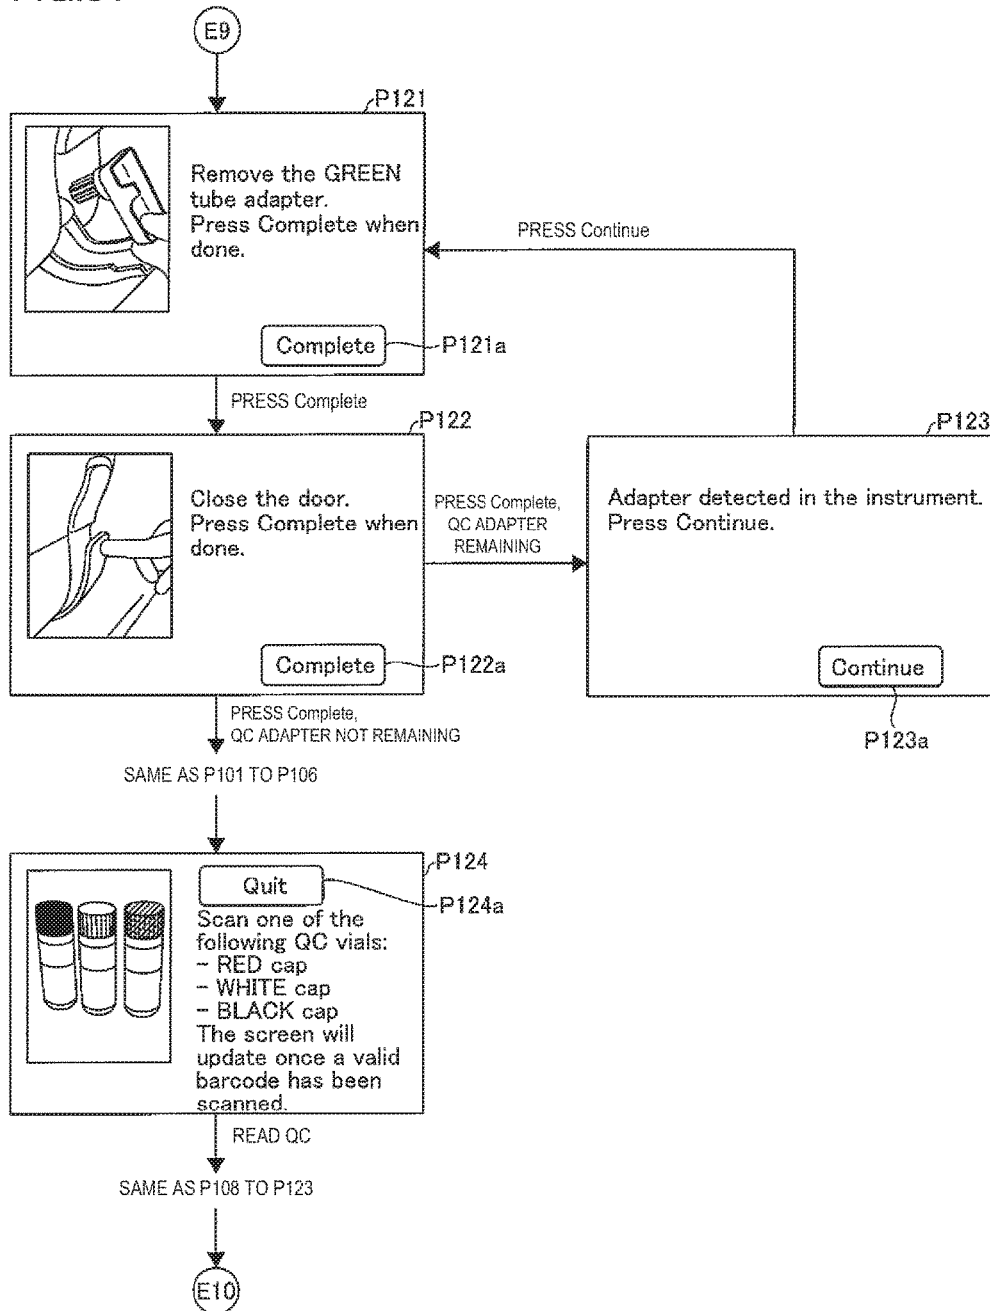 E9
P121
Remove the GREEN
tube adapter.
Press Complete when
done.
Complete
P121a
PRESS Continue
PRESS Complete
P122
Close the door.
Press Complete when
done.
Complete
P122a
PRESS Complete,
QC ADAPTER
REMAINING
P123
Adapter detected in the instrument.
Press Continue.
Continue
P123a
PRESS Complete,
QC ADAPTER NOT REMAINING
SAME AS P101 TO P106
P124
Quit
P124a
Scan one of the
following QC vials:
- RED cap
- WHITE cap
- BLACK cap
The screen will
update once a valid
barcode has been
scanned.
READ QC
SAME AS P108 TO P123
E10